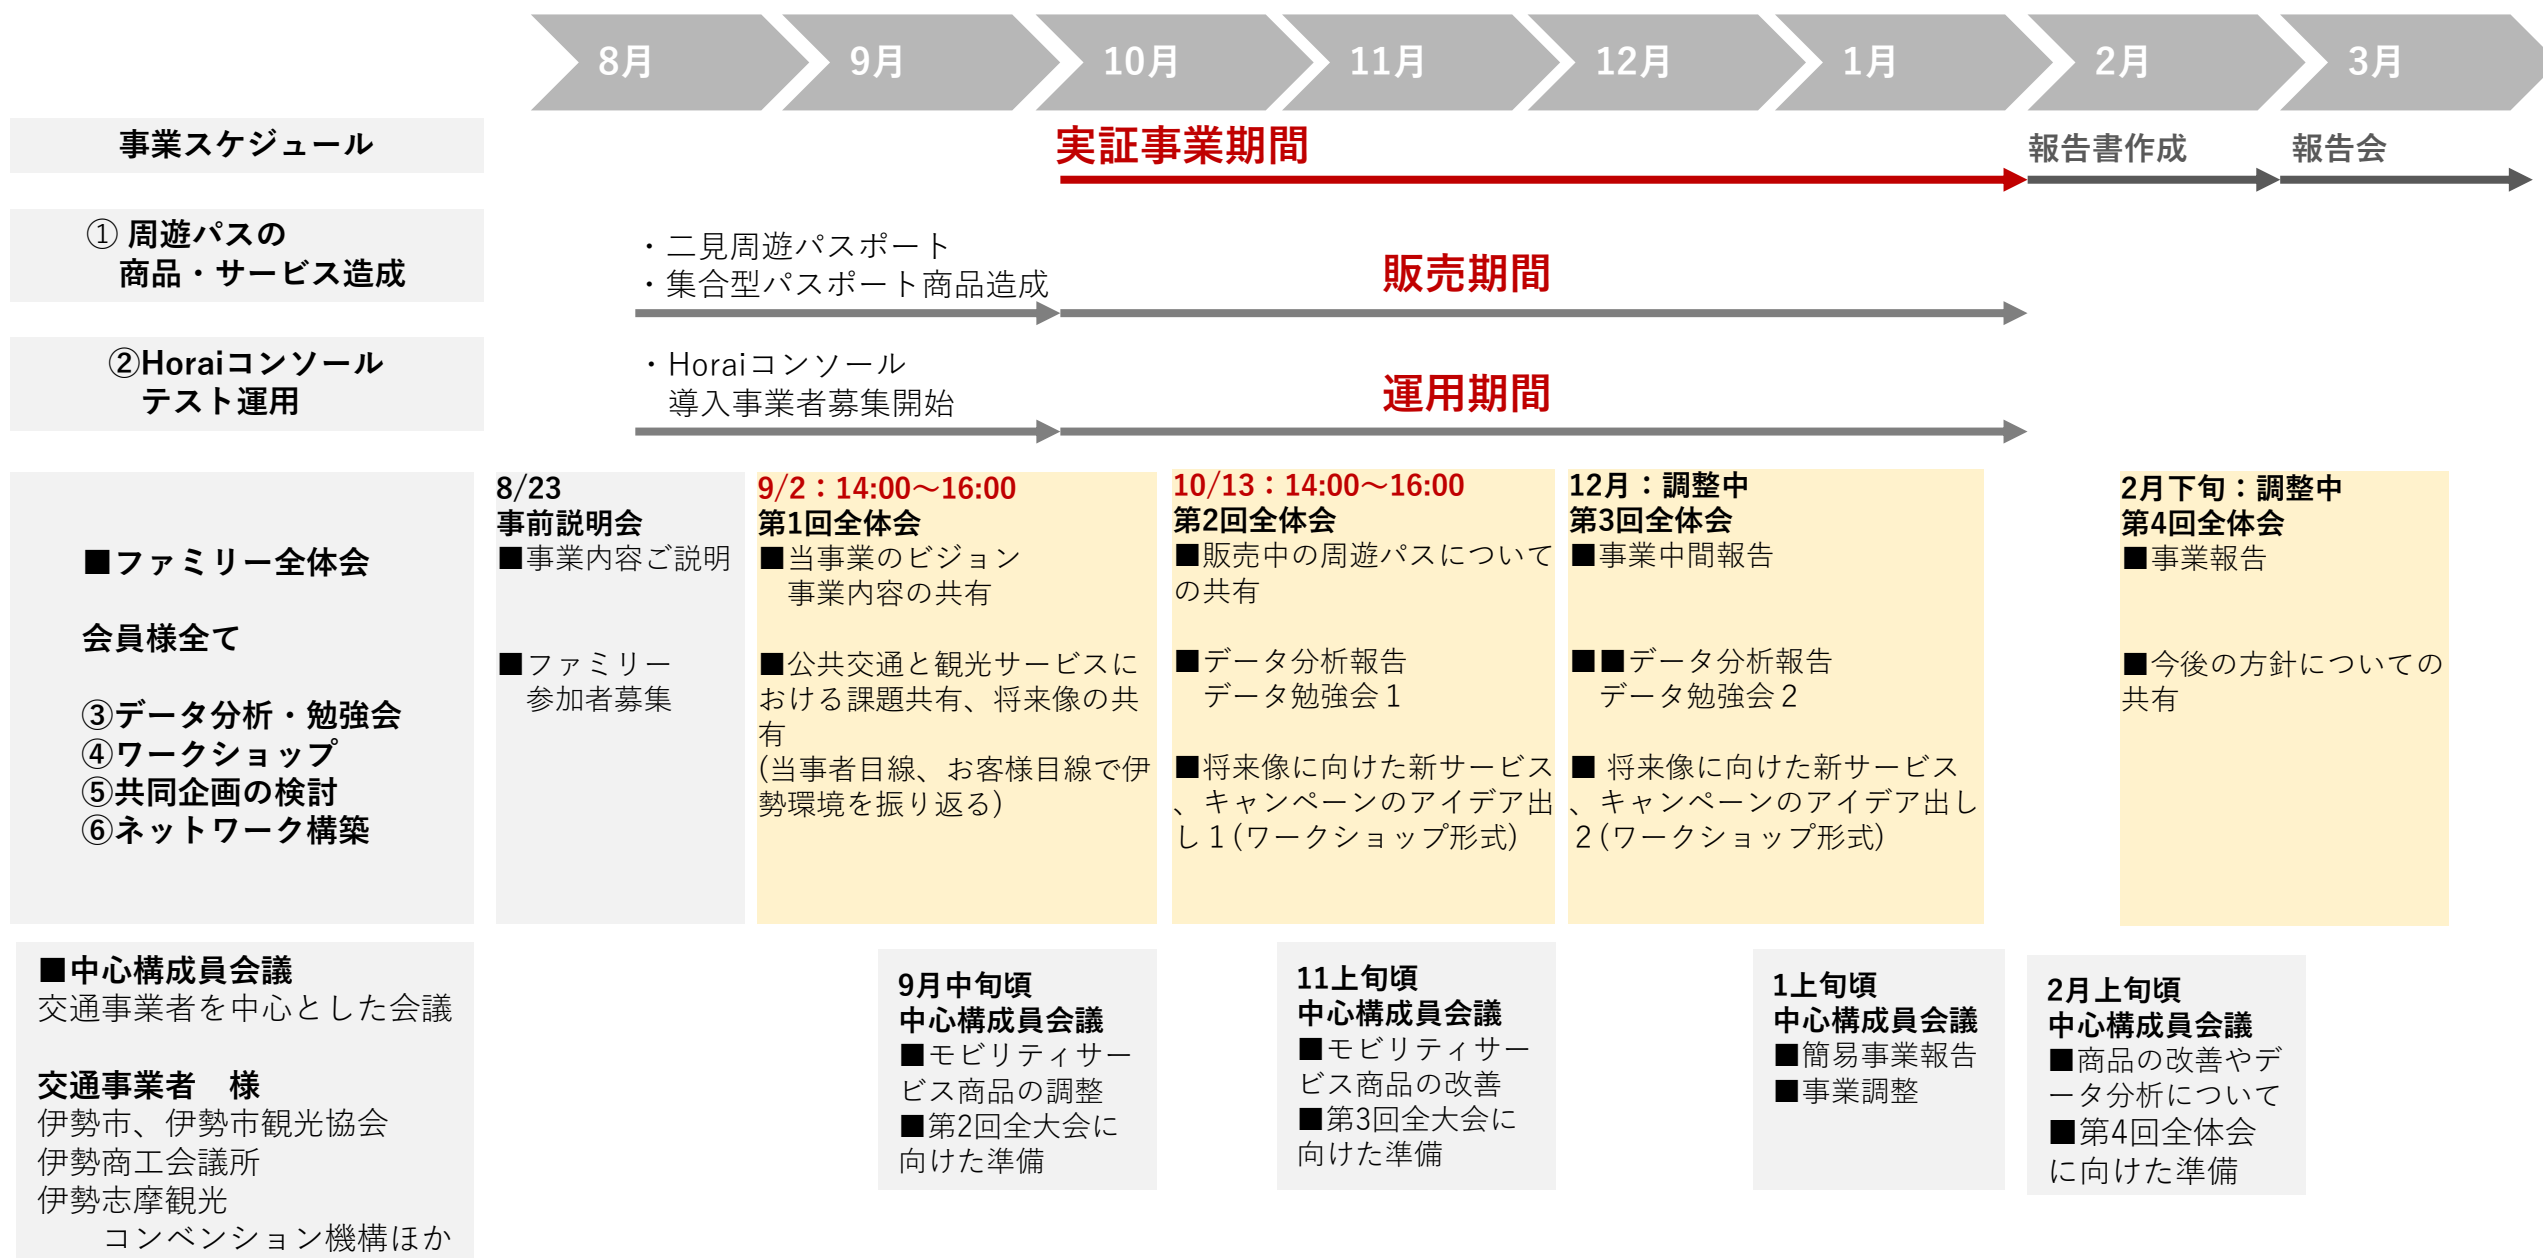 8月
9月
10月
11月
12月
1月
2月
3月
事業スケジュール
実証事業期間
報告書作成
報告会
① 周遊パスの
商品・サービス造成
・二見周遊パスポート
・集合型パスポート商品造成
販売期間
②Horaiコンソール
テスト運用
・Horaiコンソール
導入事業者募集開始
運用期間
■ファミリー全体会
会員様全て
③データ分析・勉強会
④ワークショップ
⑤共同企画の検討
⑥ネットワーク構築
8/23
事前説明会
■事業内容ご説明
■ファミリー
参加者募集
9/2：14:00～16:00
第1回全体会
■当事業のビジョン
事業内容の共有
■公共交通と観光サービスに
おける課題共有、将来像の共
有
(当事者目線、お客様目線で伊
勢環境を振り返る)
10/13：14:00～16:00
第2回全体会
■販売中の周遊パスについて
の共有
■データ分析報告
データ勉強会１
■将来像に向けた新サービス
、キャンペーンのアイデア出
し１(ワークショップ形式)
12月：調整中
第3回全体会
■事業中間報告
■■データ分析報告
データ勉強会２
■ 将来像に向けた新サービス
、キャンペーンのアイデア出し
２(ワークショップ形式)
2月下旬：調整中
第4回全体会
■事業報告
■今後の方針についての
共有
■中心構成員会議
交通事業者を中心とした会議
交通事業者　様
伊勢市、伊勢市観光協会
伊勢商工会議所
伊勢志摩観光
コンベンション機構ほか
9月中旬頃
中心構成員会議
■モビリティサー
ビス商品の調整
■第2回全大会に
向けた準備
11上旬頃
中心構成員会議
■モビリティサー
ビス商品の改善
■第3回全大会に
向けた準備
1上旬頃
中心構成員会議
■簡易事業報告
■事業調整
2月上旬頃
中心構成員会議
■商品の改善やデ
ータ分析について
■第4回全体会
に向けた準備